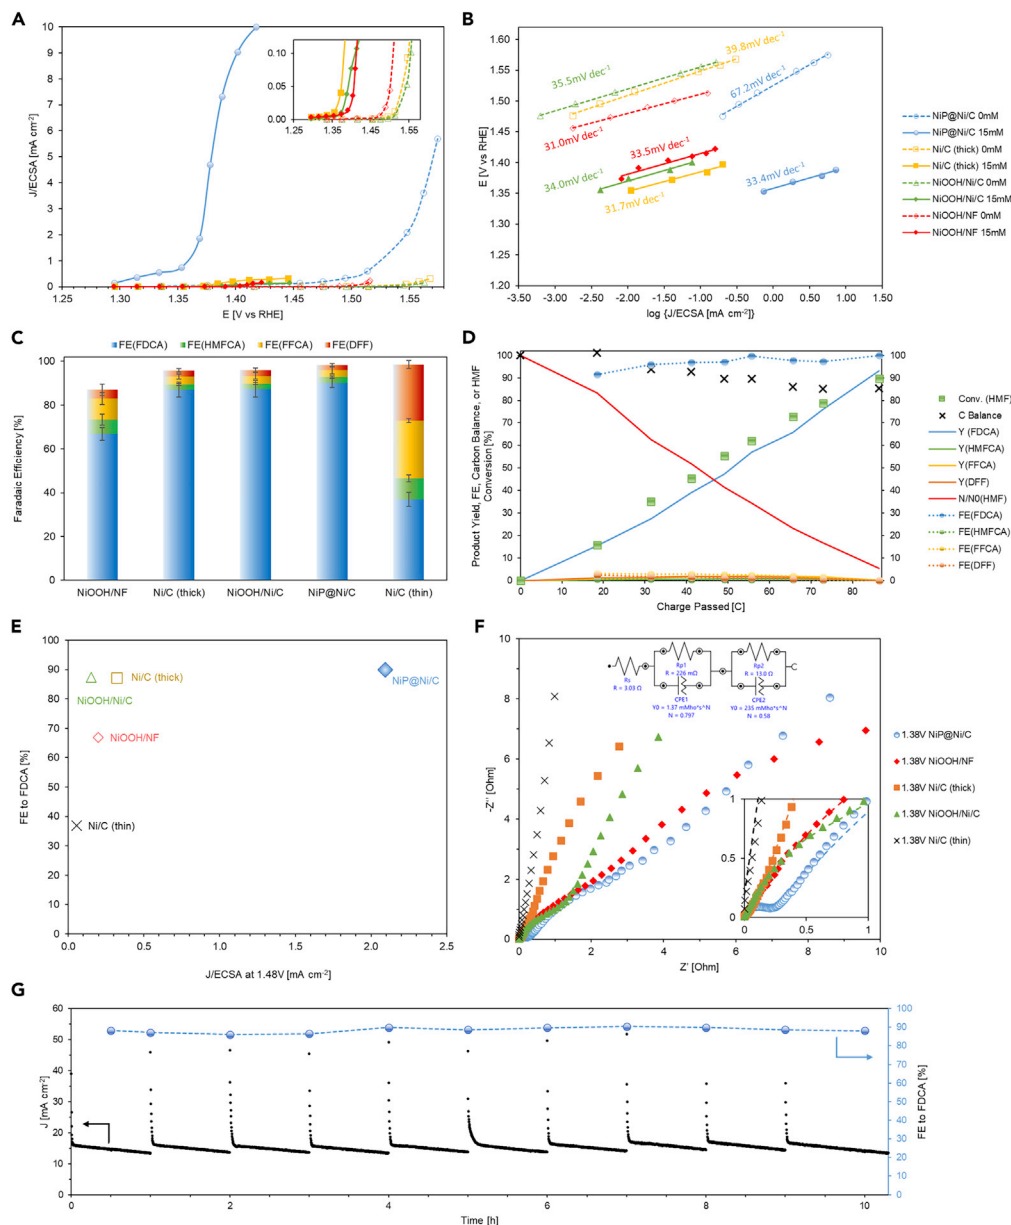 A
J/ECSA [mA cm-2]
10
9
8
7
6
5
4
3
2
1
0
0.10
0.05
0.00
1.25
1.35
1.45
1.55
1.25
1.30
1.35
1.40
1.45
1.50
1.55
E [V vs RHE]
B
E [V vs RHE]
1.60
1.55
1.50
1.45
1.40
1.35
1.30
1.25
1.20
35.5mV dec-1
39.8mV dec-1
67.2mV dec-1
31.0mV dec-1
33.5mV dec-1
34.0mV dec-1
31.7mV dec-1
33.4mV dec-1
-3.50
-2.50
-1.50
-0.50
0.50
1.50
log {J/ECSA [mA cm-2]}
NiP@Ni/C 0mM
NiP@Ni/C 15mM
Ni/C (thick) 0mM
Ni/C (thick) 15mM
NiOOH/Ni/C 0mM
NiOOH/Ni/C 15mM
NiOOH/NF 0mM
NiOOH/NF 15mM
C
FE(FDCA) FE(HMFCA) FE(FFCA) FE(DFF)
Faradaic Efficiency [%]
100
80
60
40
20
0
NiOOH/NF
Ni/C (thick)
NiOOH/Ni/C
NiP@Ni/C
Ni/C (thin)
D
Product Yield, FE, Carbon Balance, or HMF
Conversion [%]
100
90
80
70
60
50
40
30
20
10
0
100
90
80
70
60
50
40
30
20
10
0
0
10
20
30
40
50
60
70
80
Charge Passed [C]
Conv. (HMF)
C Balance
Y (FDCA)
Y(HMFCA)
Y(FFCA)
Y(DFF)
N/N0(HMF)
FE(FDCA)
FE(HMFCA)
FE(FFCA)
FE(DFF)
E
FE to FDCA [%]
100
90
80
70
60
50
40
30
20
10
0
Ni/C (thick)
NiP@Ni/C
NiOOH/Ni/C
NiOOH/NF
Ni/C (thin)
0.0
0.5
1.0
1.5
2.0
2.5
J/ECSA at 1.48V [mA cm-2]
F
-Z'' [Ohm]
10
8
6
4
2
0
Rs
R = 3.03 Ω
Rp1
R = 226 mΩ
CPE1
Y0 = 1.37 mMho*s^N
N = 0.797
Rp2
R = 13.0 Ω
CPE2
Y0 = 235 mMho*s^N
N = 0.58
1
0.5
0
0
0.5
1
0
2
4
6
8
10
Z' [Ohm]
1.38V NiP@Ni/C
1.38V NiOOH/NF
1.38V Ni/C (thick)
1.38V NiOOH/Ni/C
1.38V Ni/C (thin)
G
J [mA cm-2]
60
50
40
30
20
10
0
100
90
80
70
60
50
40
30
20
10
0
FE to FDCA [%]
0
2
4
6
8
10
Time [h]